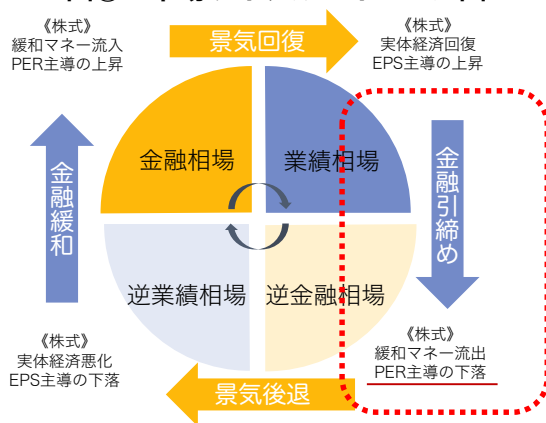 《株式》
緩和マネー流入
PER主導の上昇
景気回復
《株式》
実体経済回復
EPS主導の上昇
金融相場
業績相場
金融緩和
金融引締め
逆業績相場
逆金融相場
《株式》
実体経済悪化
EPS主導の下落
景気後退
《株式》
緩和マネー流出
PER主導の下落